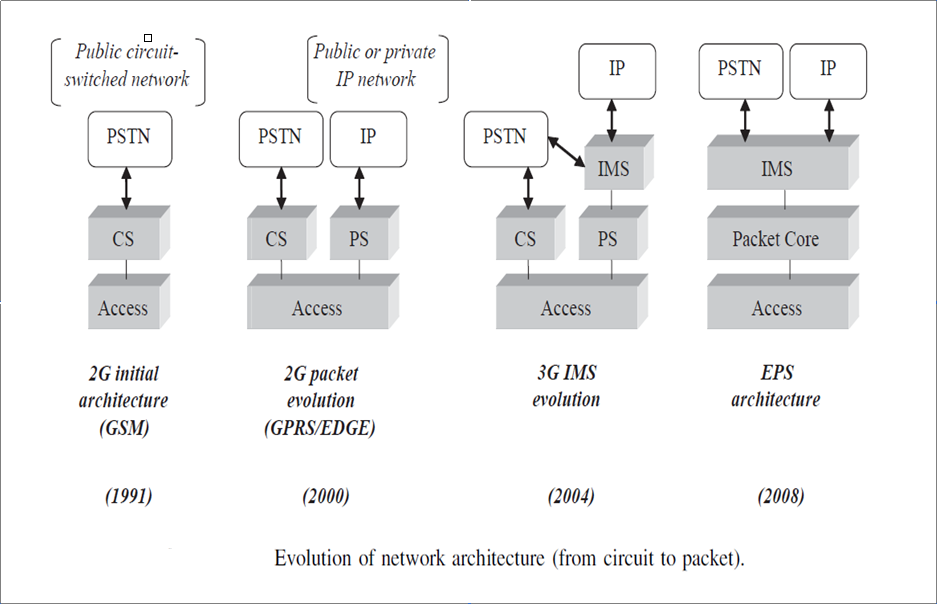 Public circuit-
switched network
PSTN
CS
Access
2G initial
architecture
(GSM)
(1991)
Public or private
IP network
PSTN
IP
CS
PS
Access
2G packet
evolution
(GPRS/EDGE)
(2000)
IP
PSTN
IMS
CS
PS
Access
3G IMS
evolution
(2004)
PSTN
IP
IMS
Packet Core
Access
EPS
architecture
(2008)
Evolution of network architecture (from circuit to packet).